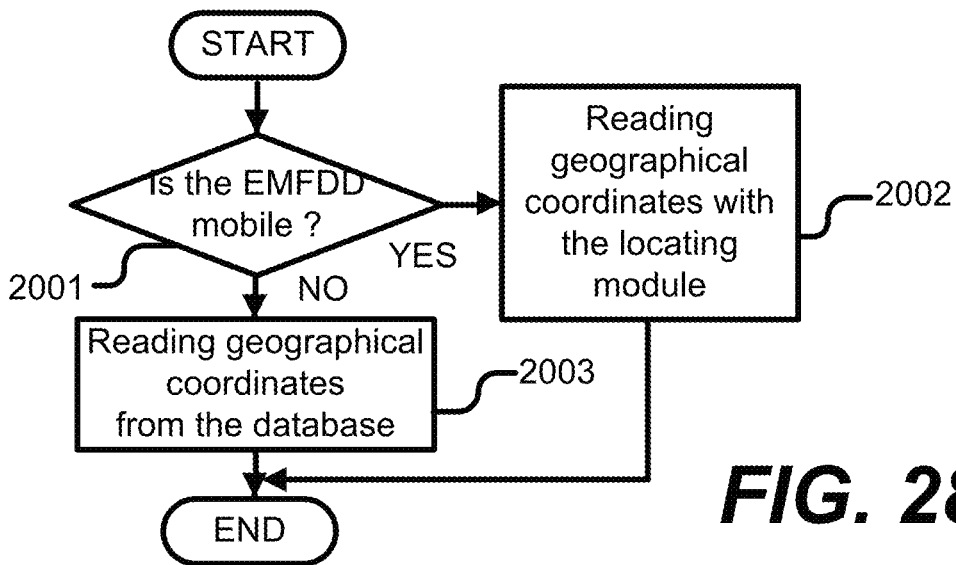 START
Is the EMFDD
mobile ?
YES
NO
2001
Reading
geographical
coordinates with
the locating
module
2002
Reading geographical
coordinates
from the database
2003
END
FIG. 28